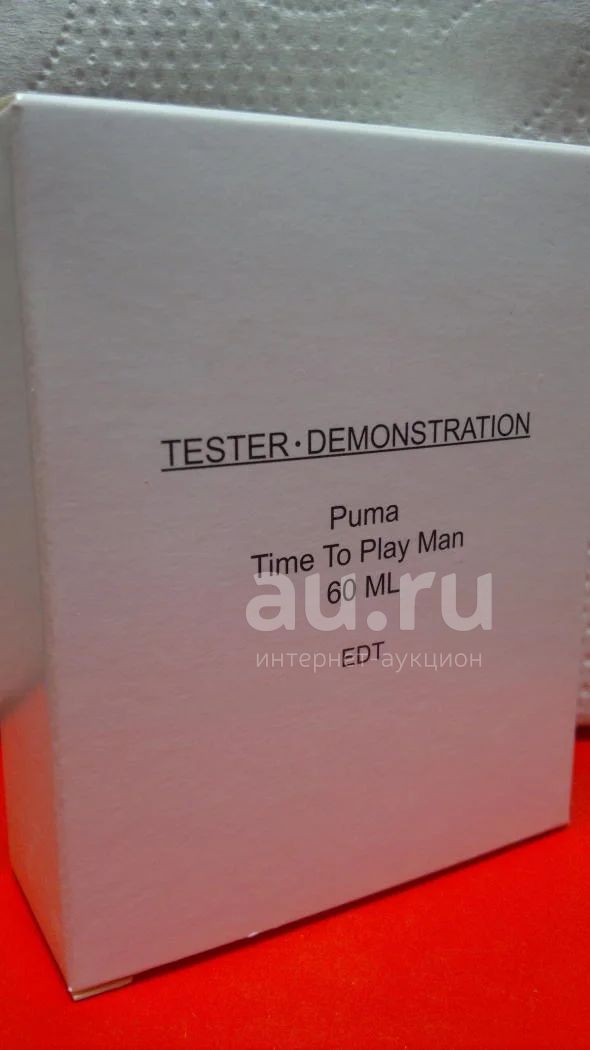 TESTER·DEMONSTRATION
Puma
Time To Play Man
60 ML
au.ru
интернет-аукцион
EDT